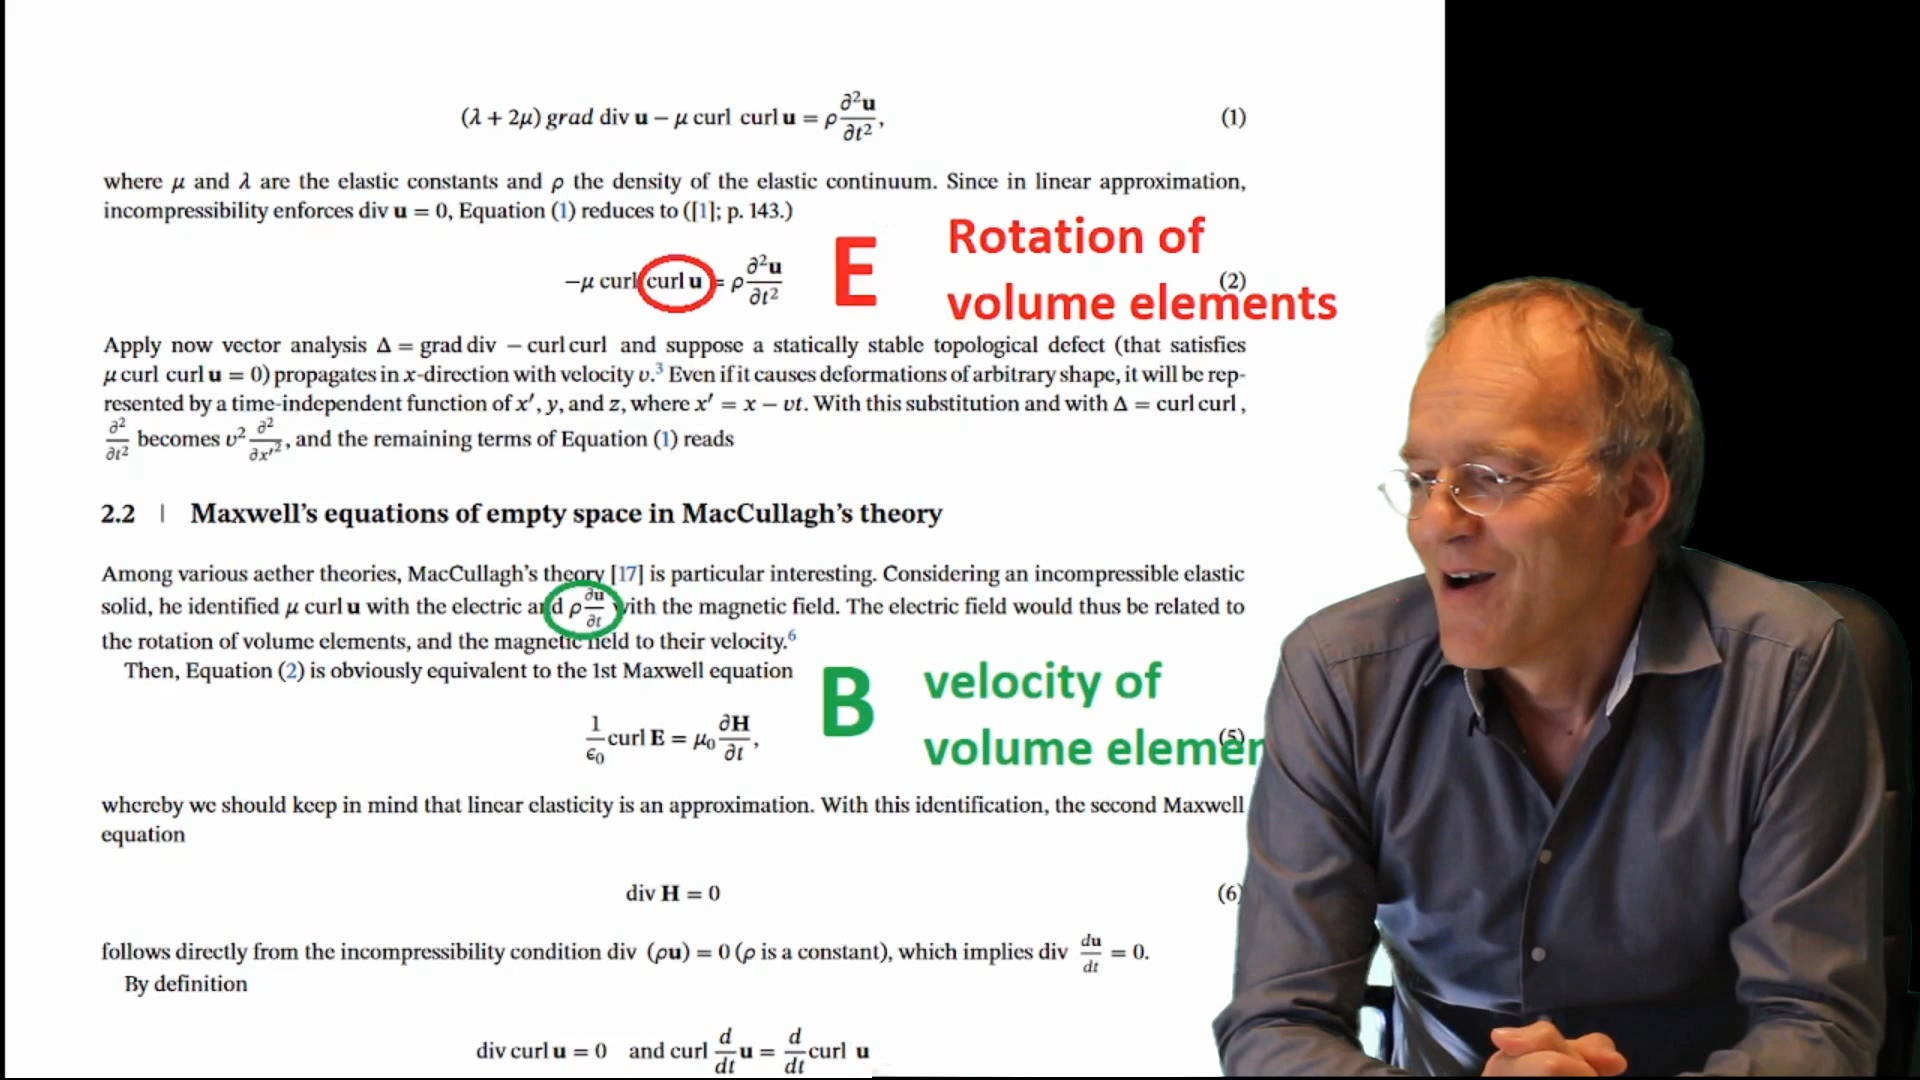 (λ + 2μ) grad div u − μ curl curl u = ρ ∂²u/∂t², (1)
where μ and λ are the elastic constants and ρ the density of the elastic continuum. Since in linear approximation,
incompressibility enforces div u = 0, Equation (1) reduces to ([1]; p. 143.)
E Rotation of
volume elements
−μ curl curl u = ρ ∂²u/∂t² (2)
Apply now vector analysis Δ = grad div − curl curl and suppose a statically stable topological defect (that satisfies
μ curl curl u = 0) propagates in x-direction with velocity υ.³ Even if it causes deformations of arbitrary shape, it will be rep-
resented by a time-independent function of x′, y, and z, where x′ = x − υt. With this substitution and with Δ = curl curl,
∂²/∂t² becomes υ² ∂²/∂x′², and the remaining terms of Equation (1) reads
2.2 | Maxwell's equations of empty space in MacCullagh's theory
Among various aether theories, MacCullagh's theory [17] is particular interesting. Considering an incompressible elastic
solid, he identified μ curl u with the electric and ρ ∂u/∂t with the magnetic field. The electric field would thus be related to
the rotation of volume elements, and the magnetic field to their velocity.⁶
Then, Equation (2) is obviously equivalent to the 1st Maxwell equation
B velocity of
volume elemen
1/ϵ₀ curl E = μ₀ ∂H/∂t, (5)
whereby we should keep in mind that linear elasticity is an approximation. With this identification, the second Maxwell
equation
div H = 0 (6)
follows directly from the incompressibility condition div (ρu) = 0 (ρ is a constant), which implies div du/dt = 0.
By definition
div curl u = 0 and curl d/dt u = d/dt curl u